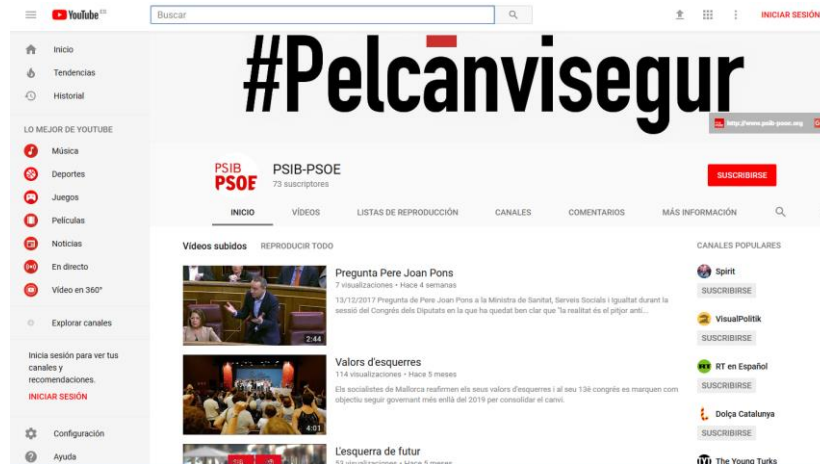 YouTube ES
Buscar
INICIAR SESIÓN
Inicio
Tendencias
Historial
LO MEJOR DE YOUTUBE
Música
Deportes
Juegos
Películas
Noticias
En directo
Vídeo en 360°
Explorar canales
Inicia sesión para ver tus
canales y
recomendaciones.
INICIAR SESIÓN
Configuración
Ayuda
#Pelcanvisegur
http://www.psib-psoe.org
PSIB
PSOE
PSIB-PSOE
73 suscriptores
SUSCRIBIRSE
INICIO VÍDEOS LISTAS DE REPRODUCCIÓN CANALES COMENTARIOS MÁS INFORMACIÓN
Vídeos subidos REPRODUCIR TODO
2:44
Pregunta Pere Joan Pons
7 visualizaciones • Hace 4 semanas
13/12/2017 Pregunta de Pere Joan Pons a la Ministra de Sanitat, Serveis Socials i Igualtat durant la
sessió del Congrés dels Diputats en la que ha quedat ben clar que "la realitat és el pitjor anti...
4:01
Valors d'esquerres
114 visualizaciones • Hace 5 meses
Els socialistes de Mallorca reafirmen els seus valors d'esquerres i al seu 13è congrés es marquen com
objectiu seguir governant més enllà del 2019 per consolidar el canvi.
L'esquerra de futur
53 visualizaciones • Hace 5 meses
CANALES POPULARES
Spirit
SUSCRIBIRSE
VisualPolitik
SUSCRIBIRSE
RT RT en Español
SUSCRIBIRSE
Dolça Catalunya
SUSCRIBIRSE
TYT The Young Turks